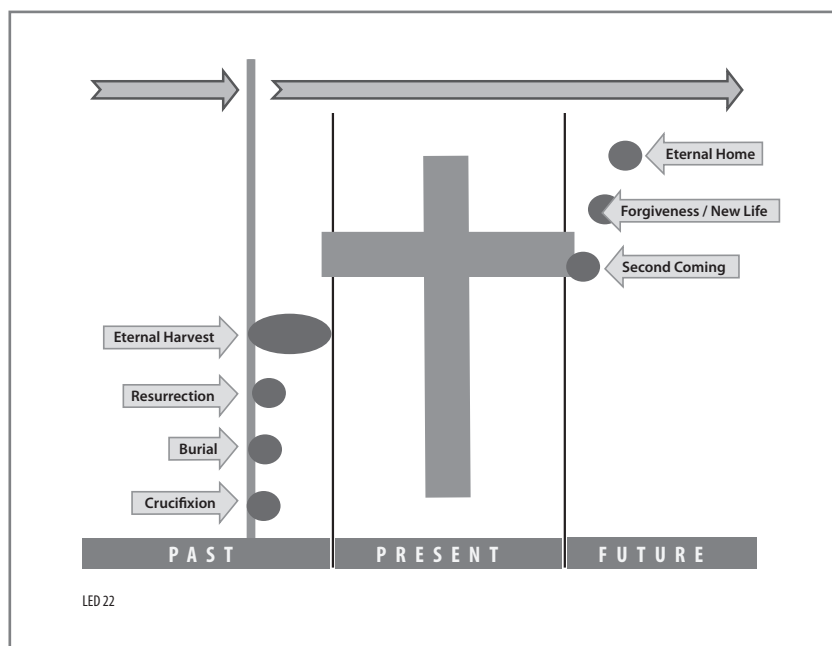 Eternal Home
Forgiveness / New Life
Second Coming
Eternal Harvest
Resurrection
Burial
Crucifixion
PAST PRESENT FUTURE
LED 22